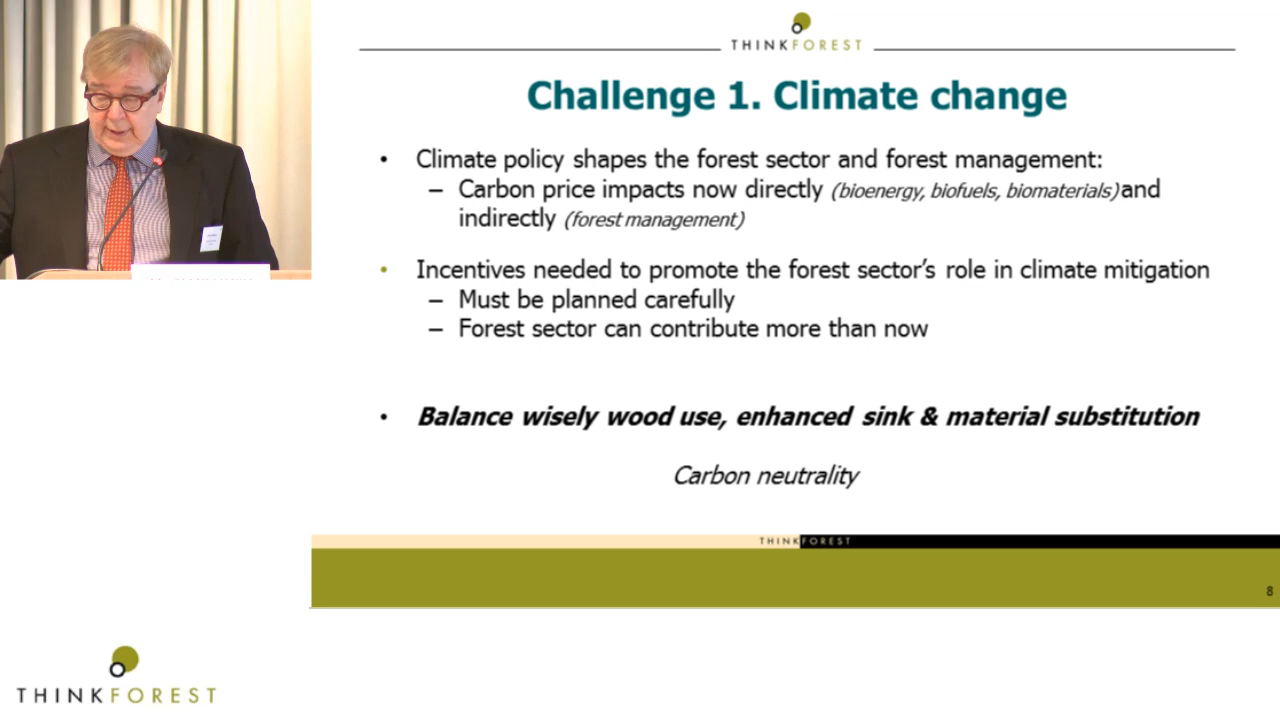 THINKFOREST
Challenge 1. Climate change
• Climate policy shapes the forest sector and forest management:
– Carbon price impacts now directly (bioenergy, biofuels, biomaterials) and
indirectly (forest management)
• Incentives needed to promote the forest sector's role in climate mitigation
– Must be planned carefully
– Forest sector can contribute more than now
• Balance wisely wood use, enhanced sink & material substitution
Carbon neutrality
THINKFOREST
8
THINKFOREST